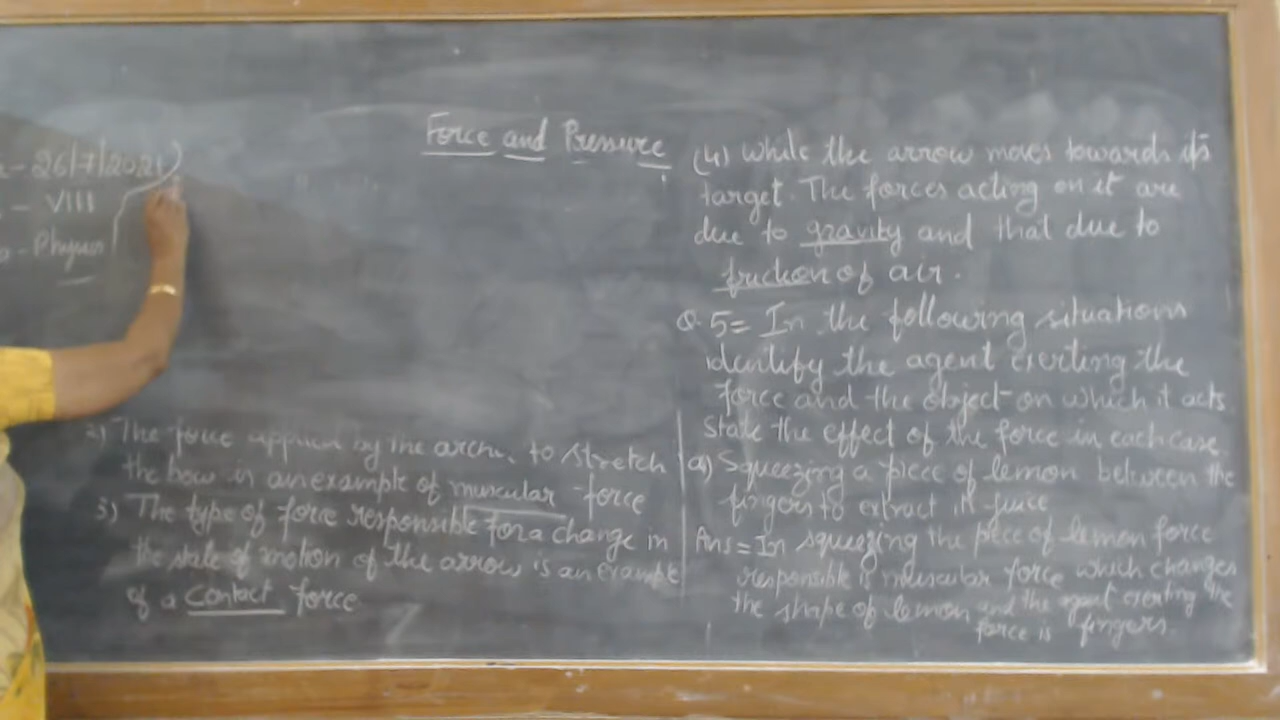 Force and Pressure
- 26/7/2021
- VIII
- Physics
2) The force applied by the archer to stretch
the bow is an example of muscular force
3) The type of force responsible for a change in
the state of motion of the arrow is an example
of a contact force
(4) While the arrow moves towards its
target. The forces acting on it are
due to gravity and that due to
friction of air.
Q.5= In the following situations
identify the agent exerting the
force and the object on which it acts
State the effect of the force in each case.
a) Squeezing a piece of lemon between the
fingers to extract its juice
Ans = In squeezing the piece of lemon force
responsible is muscular force which changes
the shape of lemon and the agent exerting the
force is fingers.